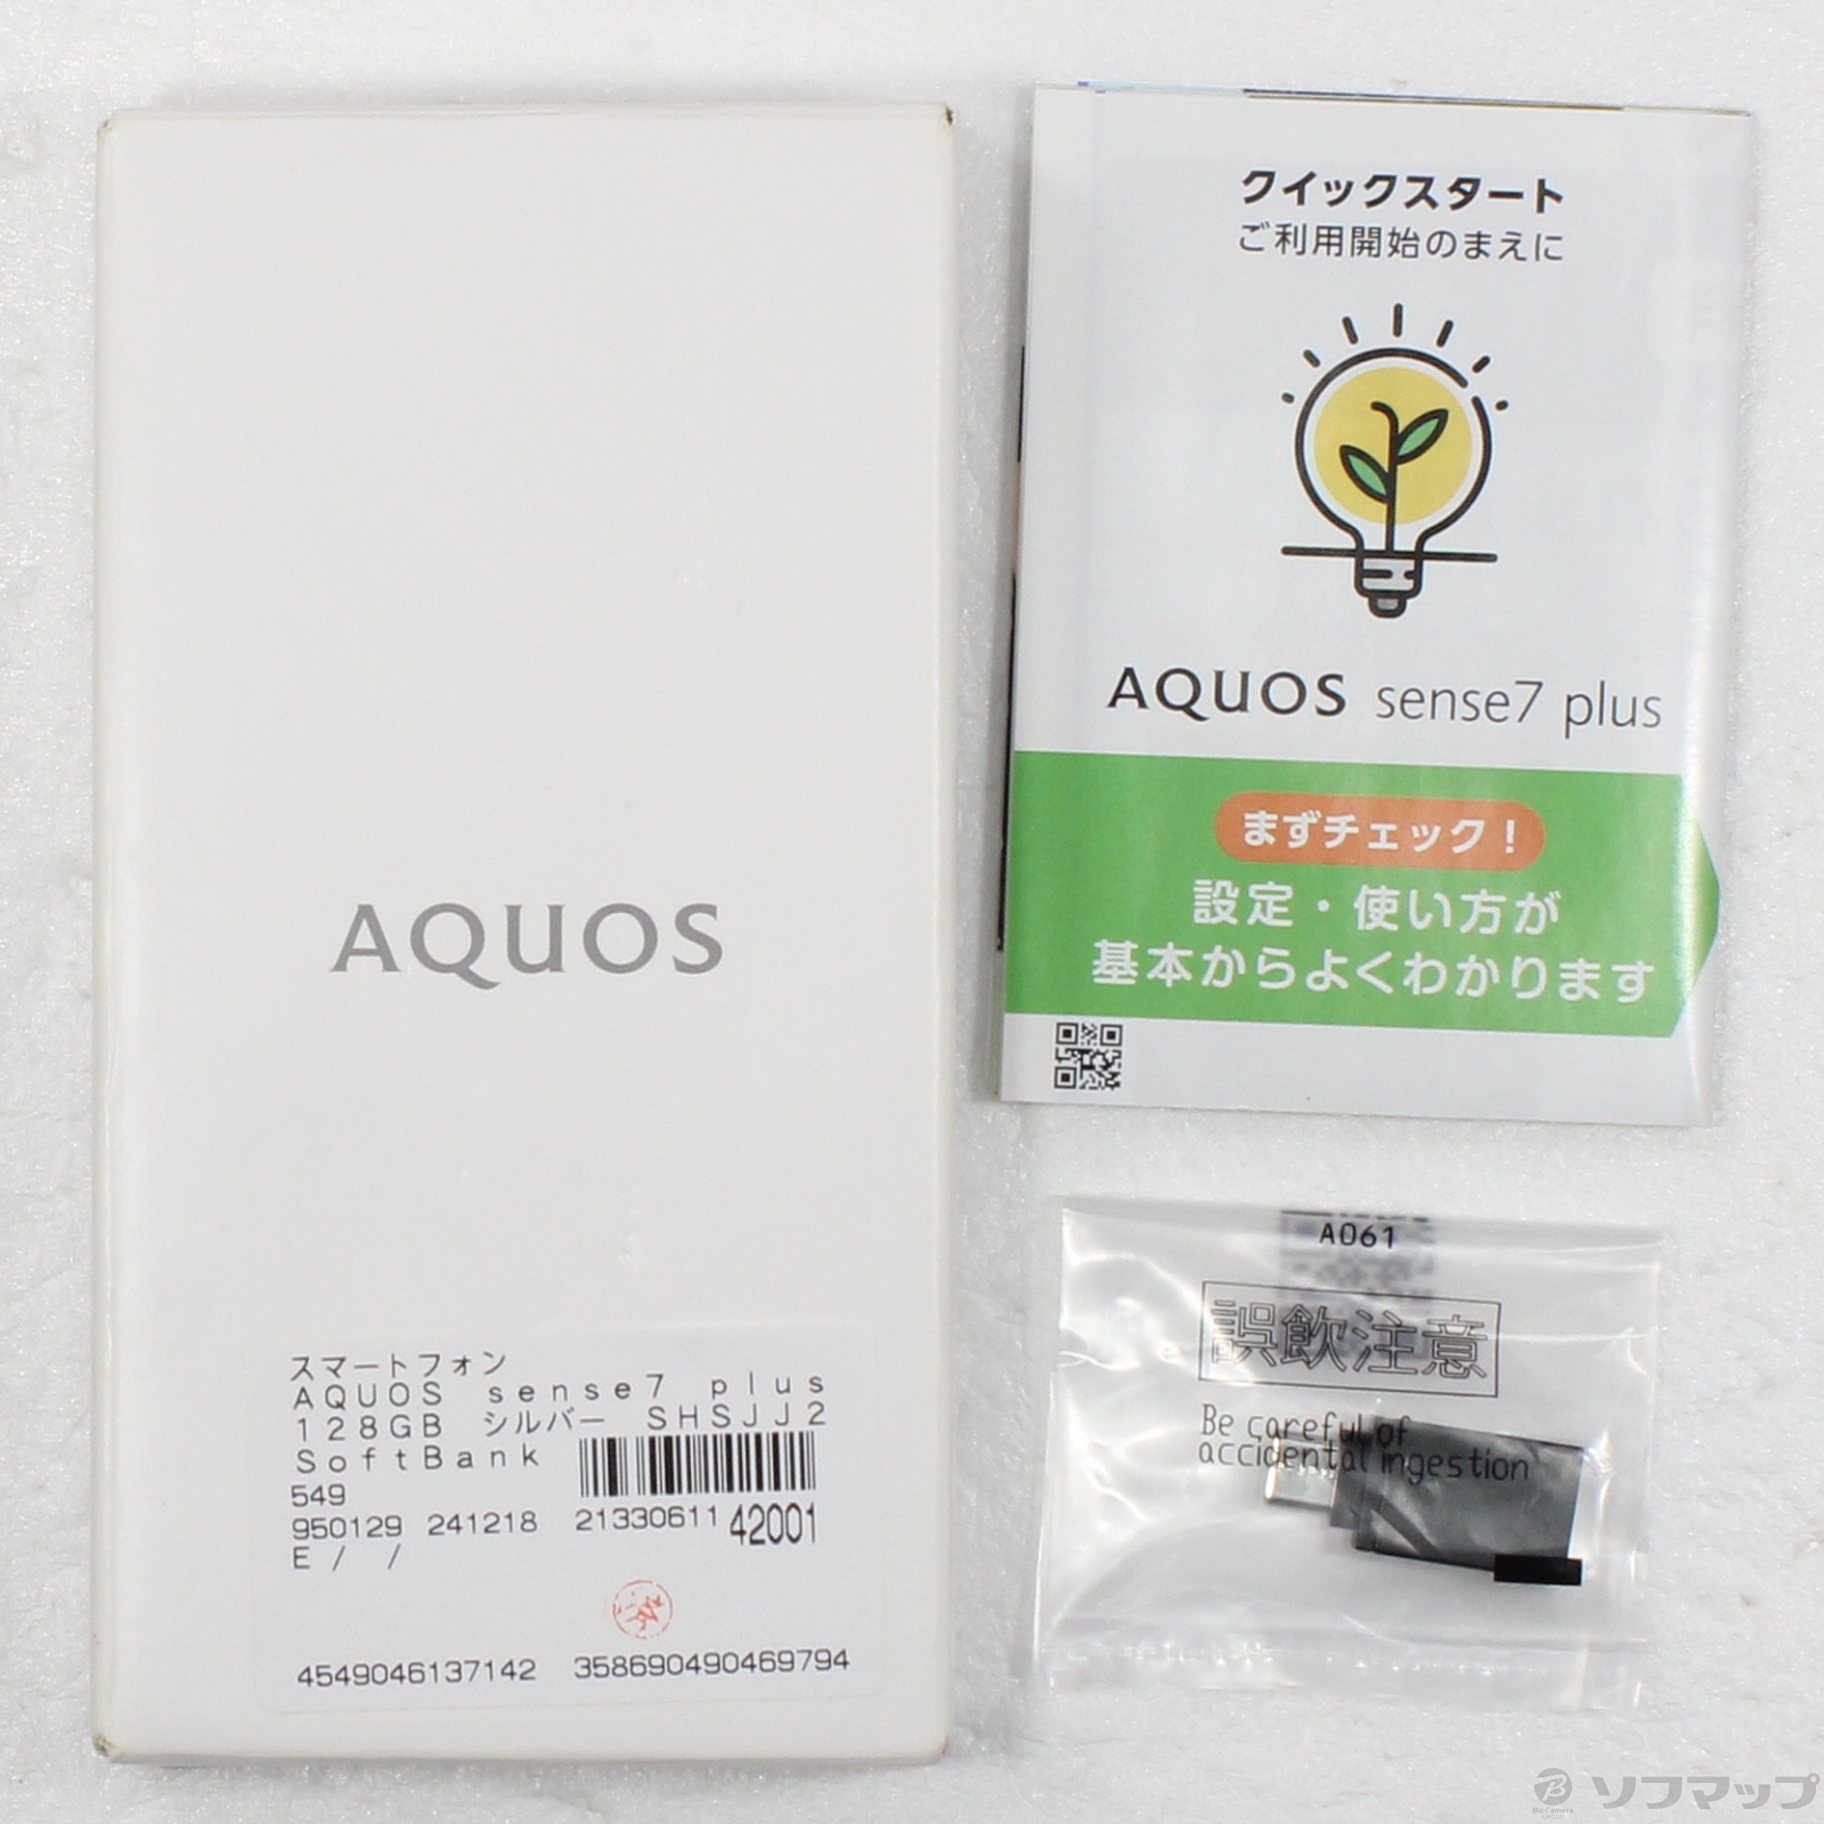 AQUOS
スマートフォン
AQUOS sense7 plus
128GB シルバー SHSJJ2
SoftBank
549
950129 241218 21330611 42001
E / /
4549046137142 358690490469794
クイックスタート
ご利用開始のまえに
AQUOS sense7 plus
まずチェック!
設定・使い方が
基本からよくわかります
A061
誤飲注意
Be careful of
accidental ingestion
BicCamera
ソフマップ